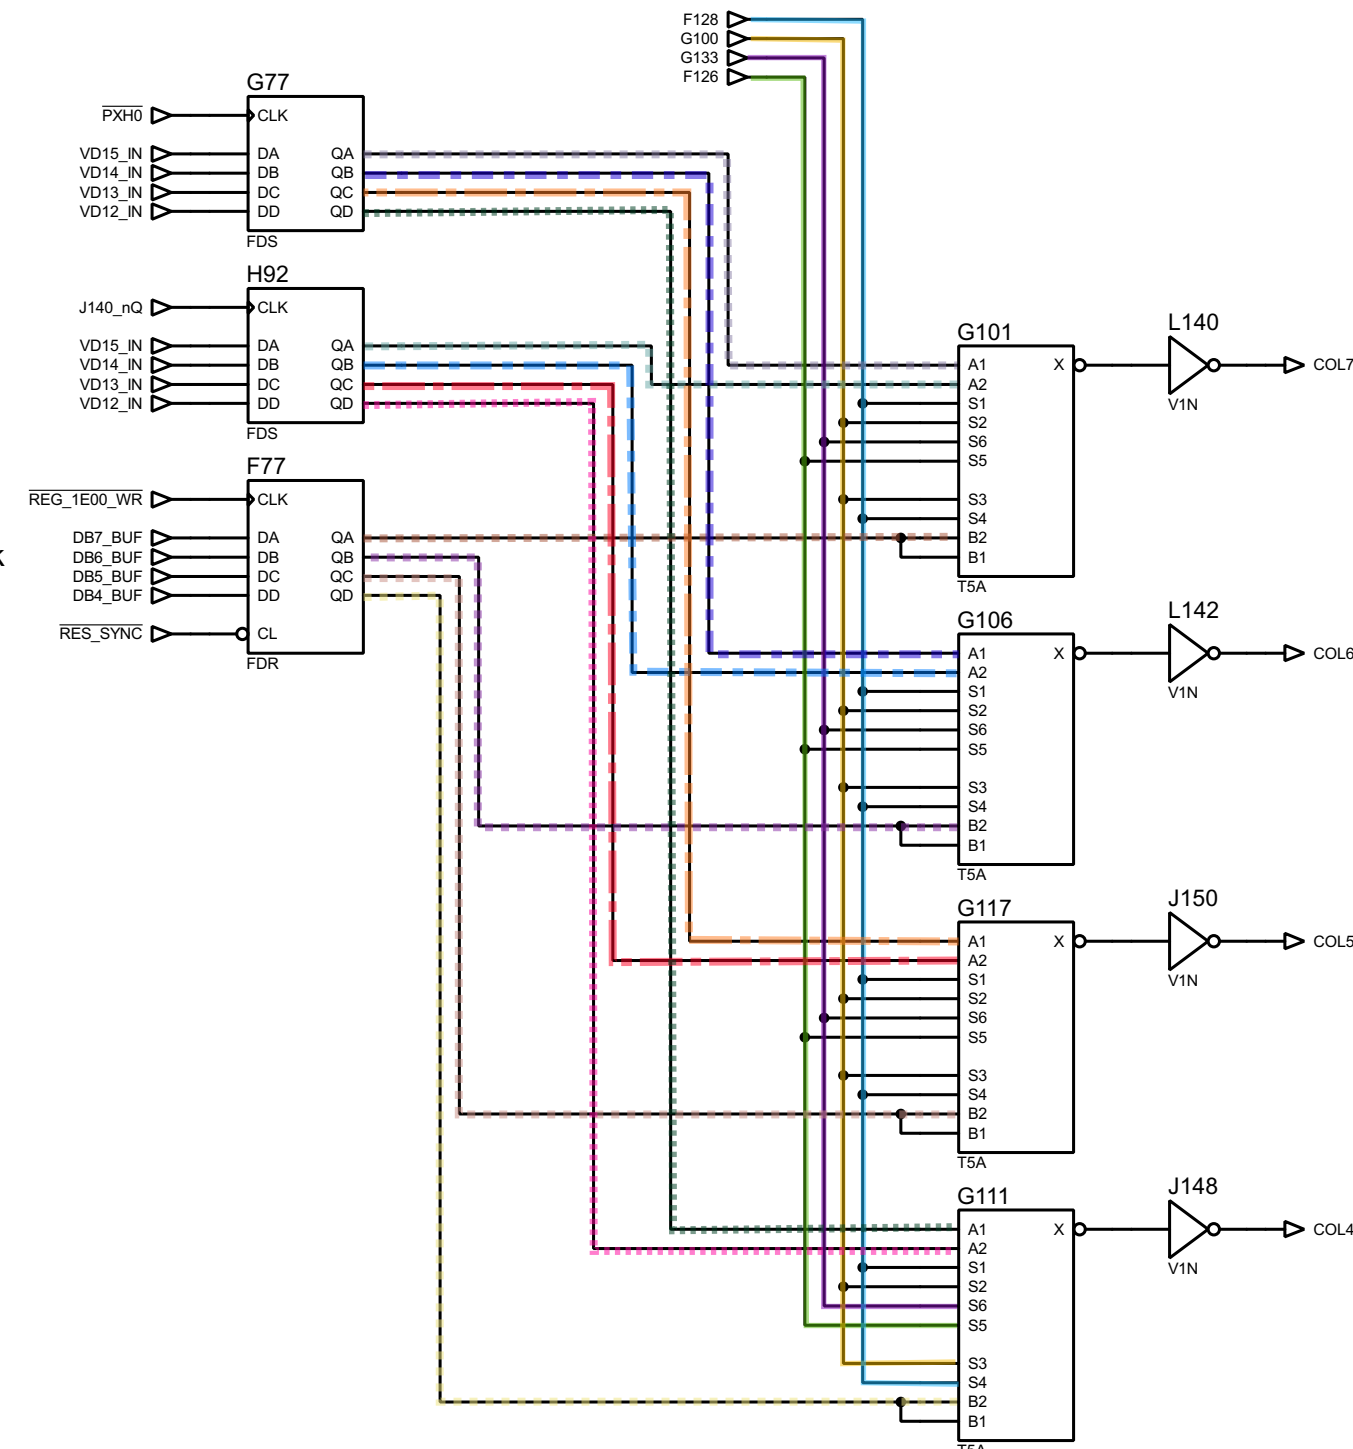 F128
G100
G133
F126
G77
PXH0
CLK
VD15_IN DA QA
VD14_IN DB QB
VD13_IN DC QC
VD12_IN DD QD
FDS
H92
J140_nQ CLK
VD15_IN DA QA
VD14_IN DB QB
VD13_IN DC QC
VD12_IN DD QD
FDS
F77
REG_1E00_WR CLK
DB7_BUF DA QA
DB6_BUF DB QB
DB5_BUF DC QC
DB4_BUF DD QD
RES_SYNC CL
FDR
G101
L140
A1 X
COL7
A2
S1
V1N
S2
S6
S5
S3
S4
B2
B1
T5A
G106
L142
A1 X
COL6
A2
S1
V1N
S2
S6
S5
S3
S4
B2
B1
T5A
G117
J150
A1 X
COL5
A2
S1
V1N
S2
S6
S5
S3
S4
B2
B1
T5A
G111
J148
A1 X
COL4
A2
S1
V1N
S2
S6
S5
S3
S4
B2
B1
T5A